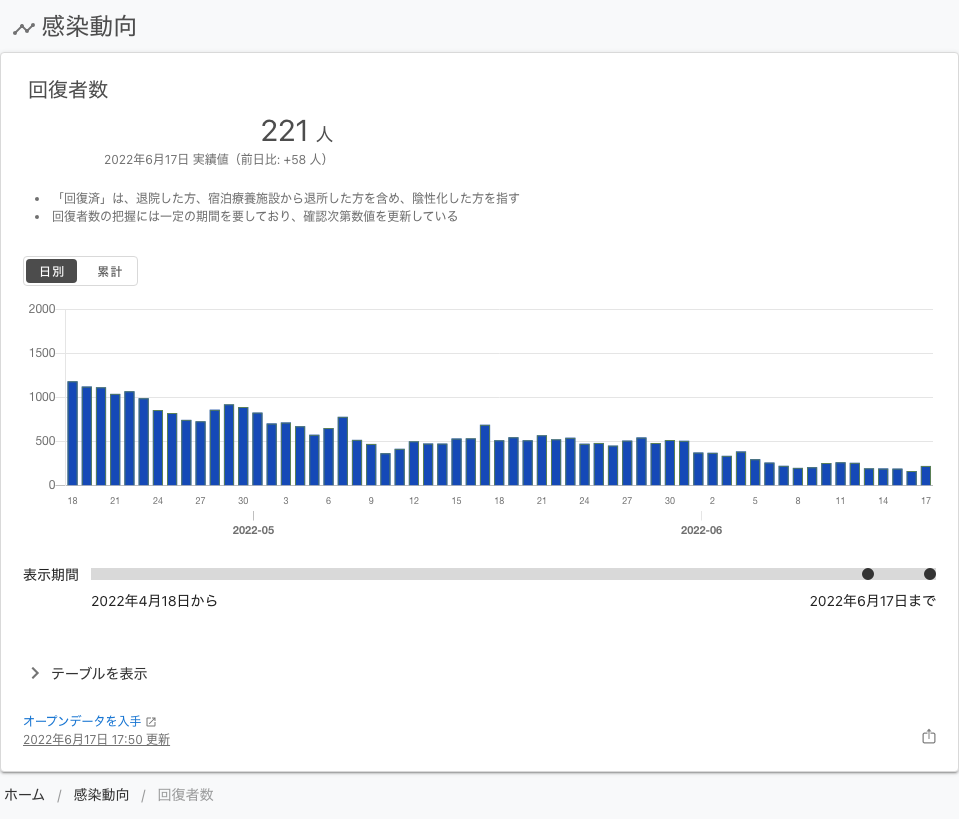 感染動向
回復者数
221 人
2022年6月17日 実績値（前日比: +58 人）
「回復済」は、退院した方、宿泊療養施設から退所した方を含め、陰性化した方を指す
回復者数の把握には一定の期間を要しており、確認次第数値を更新している
日別 累計
2000
1500
1000
500
0
18 21 24 27 30 3 6 9 12 15 18 21 24 27 30 2 5 8 11 14 17
2022-05 2022-06
表示期間
2022年4月18日から 2022年6月17日まで
テーブルを表示
オープンデータを入手
2022年6月17日 17:50 更新
ホーム / 感染動向 / 回復者数